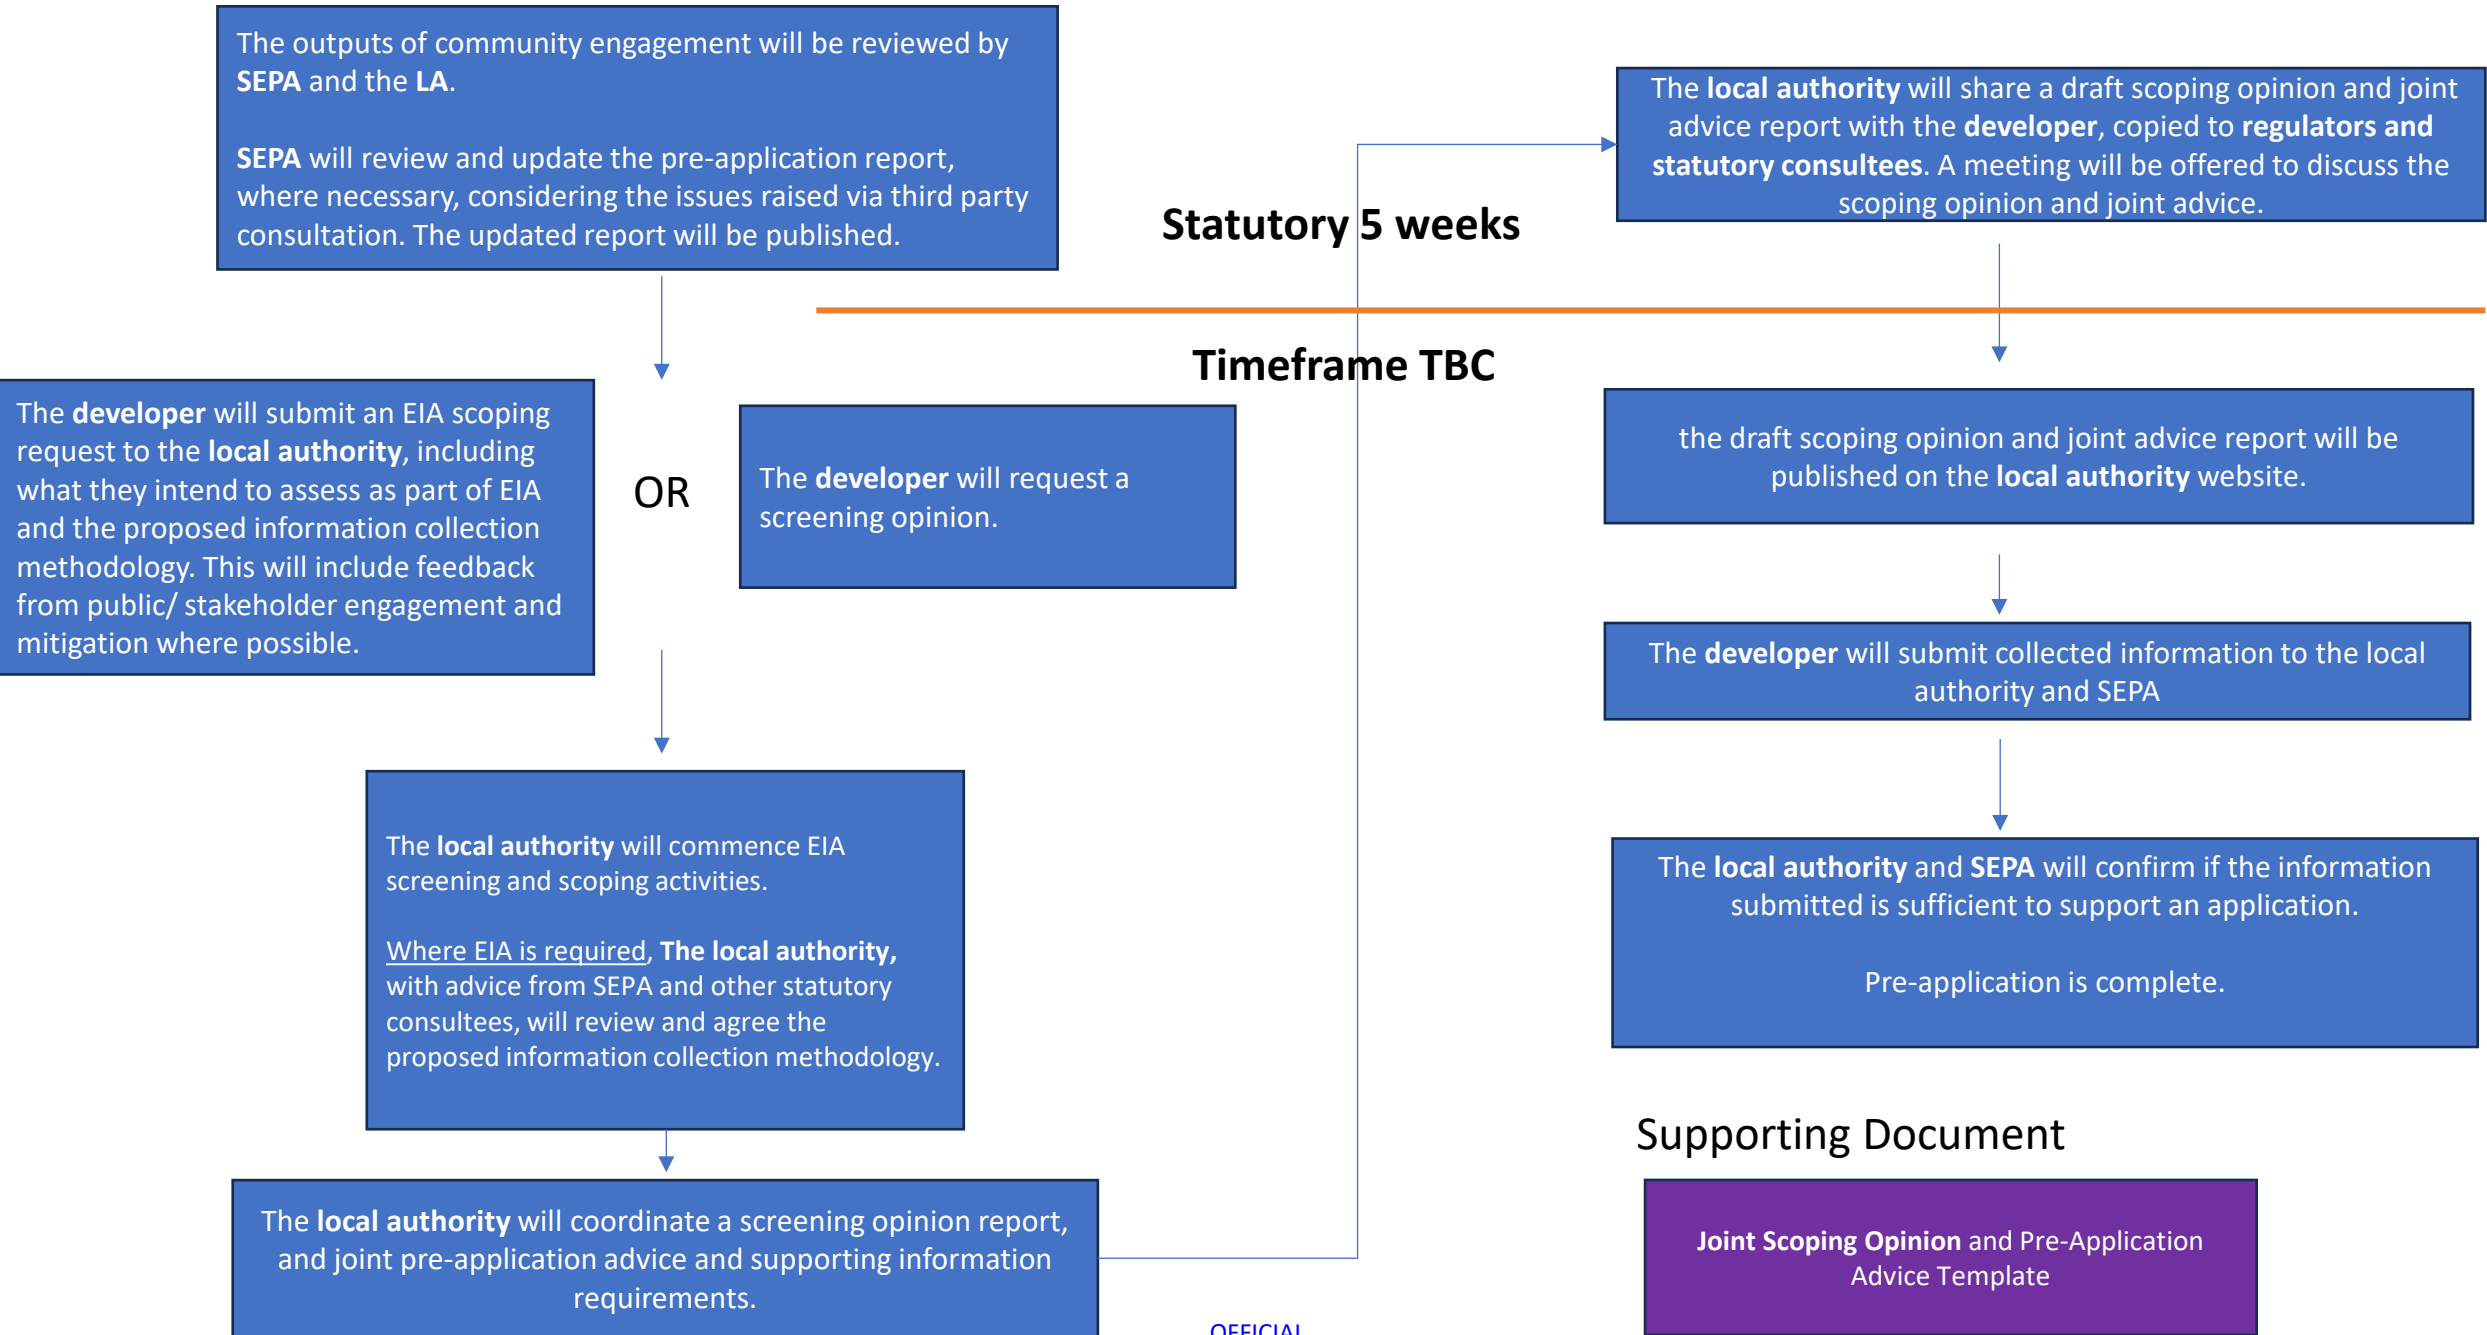 The outputs of community engagement will be reviewed by
SEPA and the LA.
SEPA will review and update the pre-application report,
where necessary, considering the issues raised via third party
consultation. The updated report will be published.
The developer will submit an EIA scoping
request to the local authority, including
what they intend to assess as part of EIA
and the proposed information collection
methodology. This will include feedback
from public/ stakeholder engagement and
mitigation where possible.
OR
The developer will request a
screening opinion.
The local authority will commence EIA
screening and scoping activities.
Where EIA is required, The local authority,
with advice from SEPA and other statutory
consultees, will review and agree the
proposed information collection methodology.
The local authority will coordinate a screening opinion report,
and joint pre-application advice and supporting information
requirements.
Statutory 5 weeks
Timeframe TBC
The local authority will share a draft scoping opinion and joint
advice report with the developer, copied to regulators and
statutory consultees. A meeting will be offered to discuss the
scoping opinion and joint advice.
the draft scoping opinion and joint advice report will be
published on the local authority website.
The developer will submit collected information to the local
authority and SEPA
The local authority and SEPA will confirm if the information
submitted is sufficient to support an application.
Pre-application is complete.
Supporting Document
Joint Scoping Opinion and Pre-Application
Advice Template
OFFICIAL